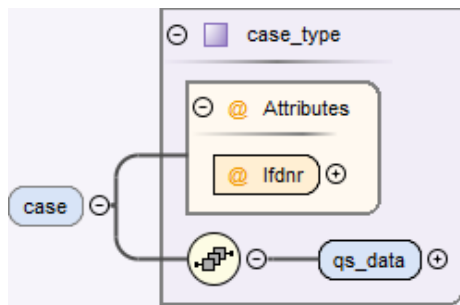 case_type
@ Attributes
@ lfdnr
case
qs_data